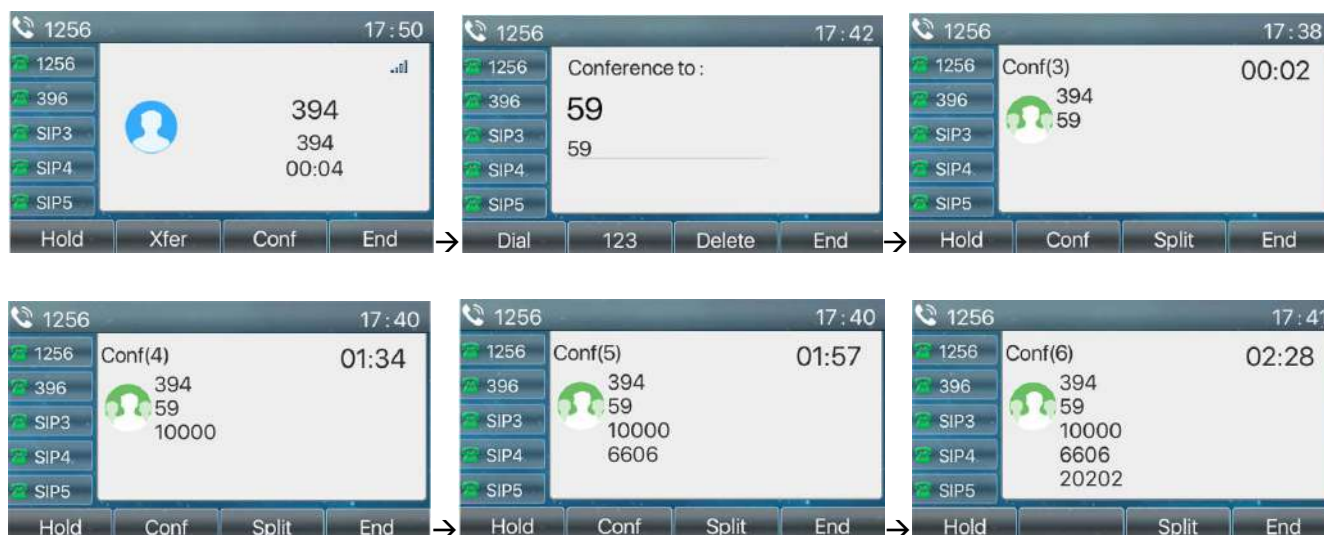 1256 17:50
1256
396
SIP3
SIP4
SIP5
394
394
00:04
Hold Xfer Conf End
→
1256 17:42
1256
396
SIP3
SIP4
SIP5
Conference to :
59
59
Dial 123 Delete End
→
1256 17:38
1256
396
SIP3
SIP4
SIP5
Conf(3) 00:02
394
59
Hold Conf Split End
1256 17:40
1256
396
SIP3
SIP4
SIP5
Conf(4) 01:34
394
59
10000
Hold Conf Split End
→
1256 17:40
1256
396
SIP3
SIP4
SIP5
Conf(5) 01:57
394
59
10000
6606
Hold Conf Split End
→
1256 17:41
1256
396
SIP3
SIP4
SIP5
Conf(6) 02:28
394
59
10000
6606
20202
Hold Split End